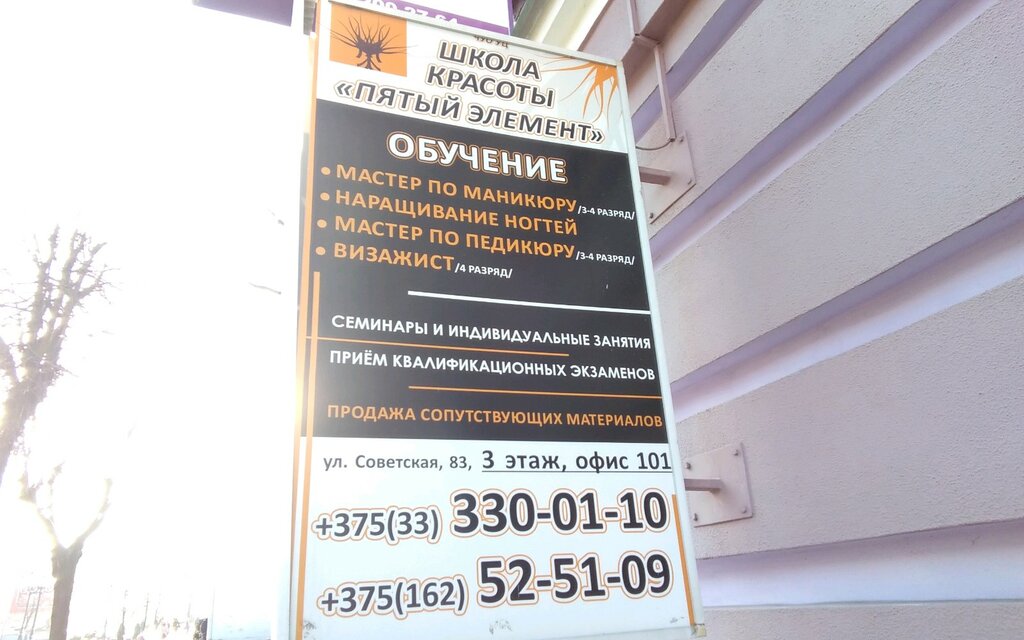 ЧУО УЦ
ШКОЛА
КРАСОТЫ
«ПЯТЫЙ ЭЛЕМЕНТ»
ОБУЧЕНИЕ
• МАСТЕР ПО МАНИКЮРУ /3-4 РАЗРЯД/
• НАРАЩИВАНИЕ НОГТЕЙ
• МАСТЕР ПО ПЕДИКЮРУ /3-4 РАЗРЯД/
• ВИЗАЖИСТ /4 РАЗРЯД/
СЕМИНАРЫ И ИНДИВИДУАЛЬНЫЕ ЗАНЯТИЯ
ПРИЁМ КВАЛИФИКАЦИОННЫХ ЭКЗАМЕНОВ
ПРОДАЖА СОПУТСТВУЮЩИХ МАТЕРИАЛОВ
ул. Советская, 83, 3 этаж, офис 101
+375(33) 330-01-10
+375(162) 52-51-09